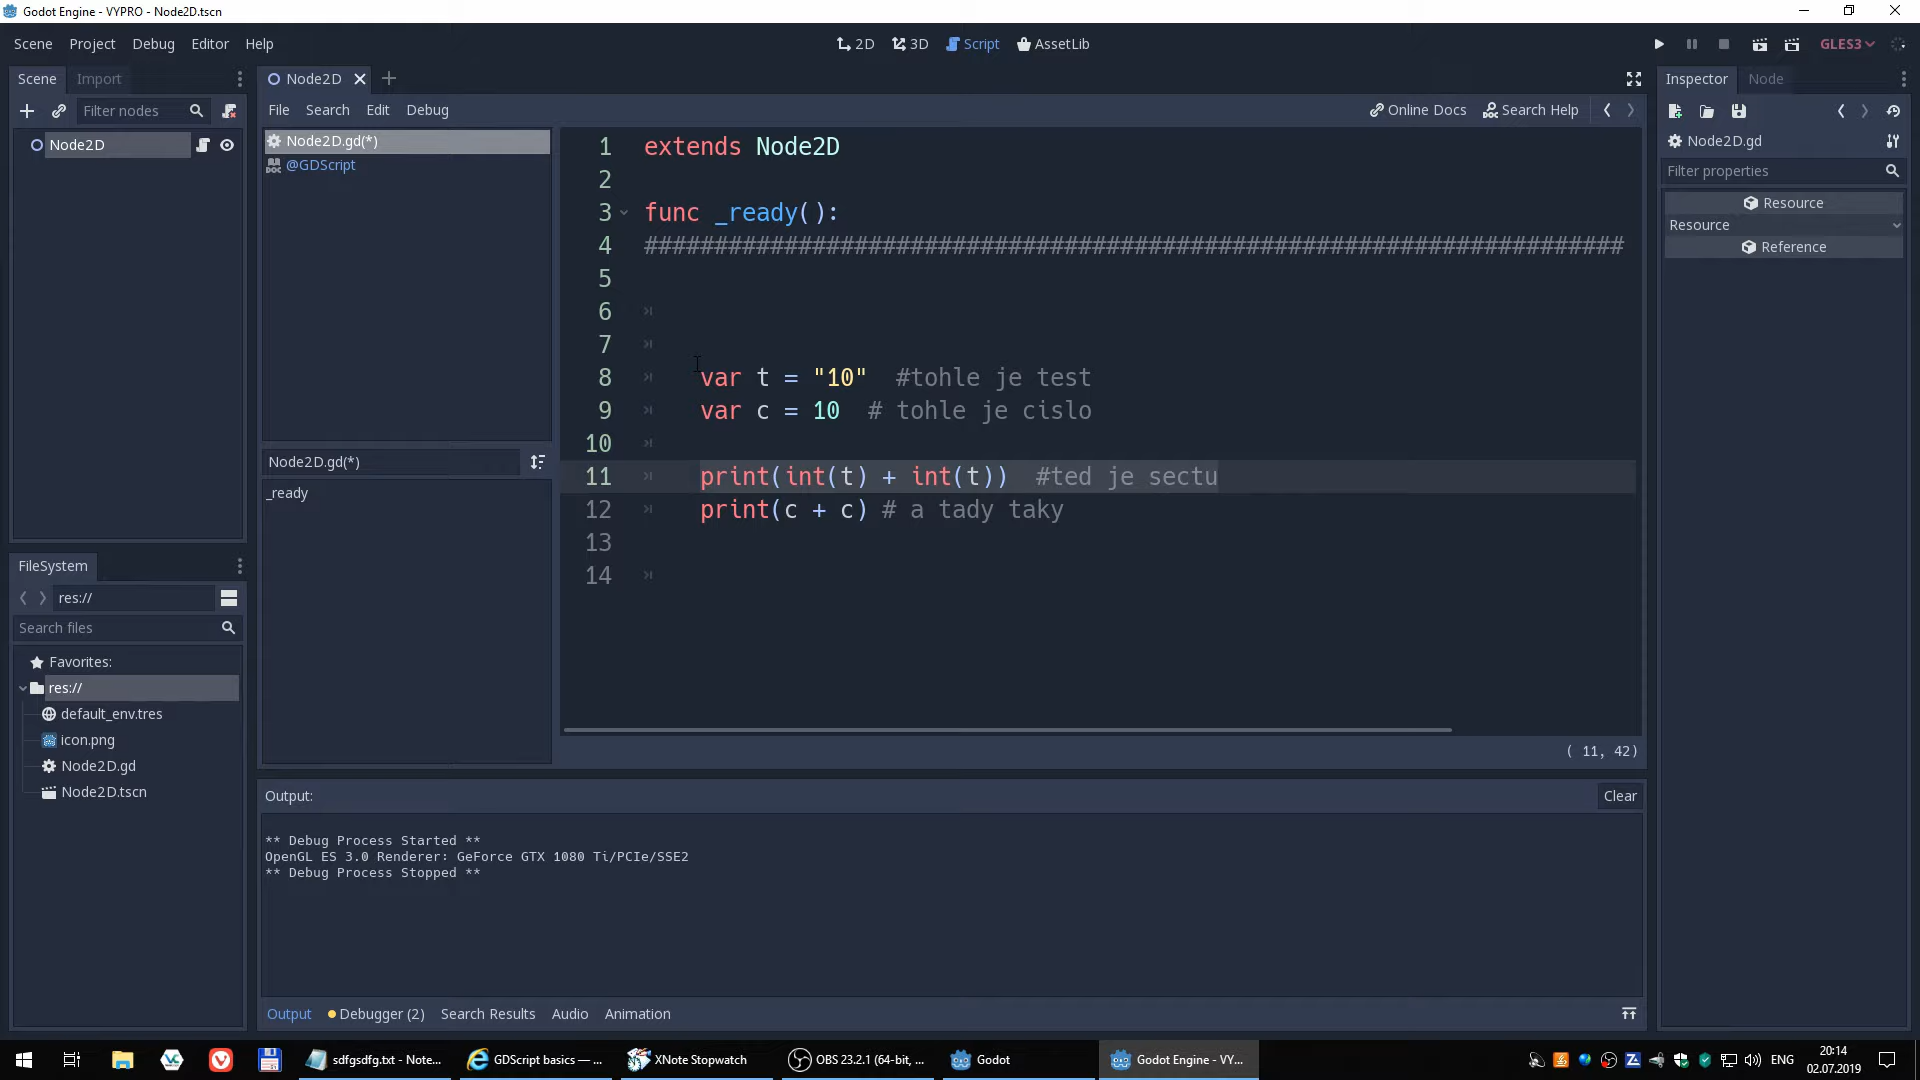 Godot Engine - VYPRO - Node2D.tscn
Scene Project Debug Editor Help
2D 3D Script AssetLib
GLES3
Scene Import
Node2D
Inspector Node
Filter nodes
File Search Edit Debug
Online Docs Search Help
Node2D
Node2D.gd(*)
@GDScript
Node2D.gd
Filter properties
Resource
Resource
Reference
1 extends Node2D
2
3 func _ready():
4 ######################################################################
5
6
7
8 var t = "10" #tohle je test
9 var c = 10 # tohle je cislo
10
11 print(int(t) + int(t)) #ted je sectu
12 print(c + c) # a tady taky
13
14
( 11, 42)
Node2D.gd(*)
_ready
FileSystem
res://
Search files
Favorites:
res://
default_env.tres
icon.png
Node2D.gd
Node2D.tscn
Output:
Clear
** Debug Process Started **
OpenGL ES 3.0 Renderer: GeForce GTX 1080 Ti/PCIe/SSE2
** Debug Process Stopped **
Output Debugger (2) Search Results Audio Animation
sdfgsdfg.txt - Note...
GDScript basics — ...
XNote Stopwatch
OBS 23.2.1 (64-bit, ...
Godot
Godot Engine - VY...
ENG
20:14
02.07.2019